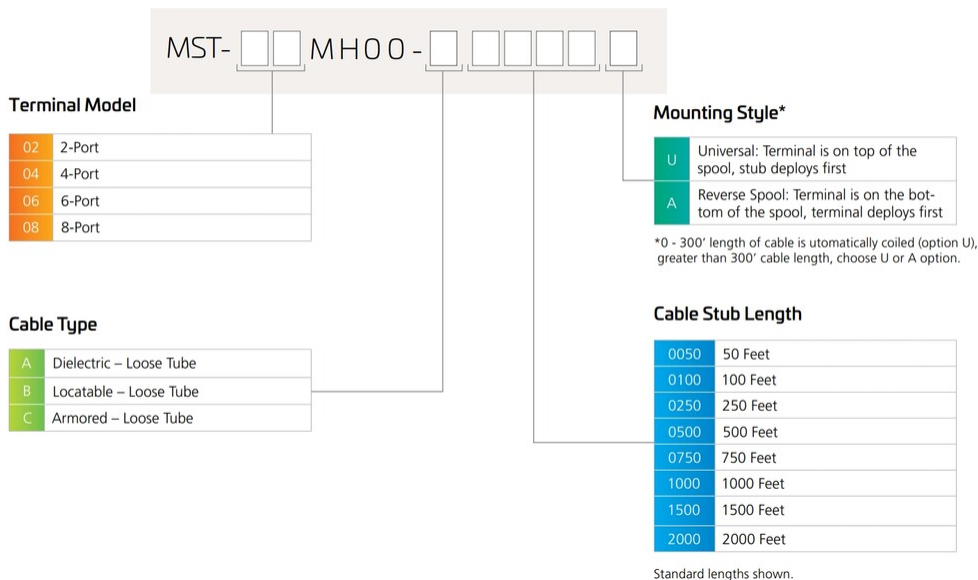 MST-□□MH00-□□□□□□
Terminal Model
02 2-Port
04 4-Port
06 6-Port
08 8-Port
Cable Type
A Dielectric – Loose Tube
B Locatable – Loose Tube
C Armored – Loose Tube
Mounting Style*
U Universal: Terminal is on top of the
spool, stub deploys first
A Reverse Spool: Terminal is on the bot-
tom of the spool, terminal deploys first
*0 - 300' length of cable is utomatically coiled (option U),
greater than 300' cable length, choose U or A option.
Cable Stub Length
0050 50 Feet
0100 100 Feet
0250 250 Feet
0500 500 Feet
0750 750 Feet
1000 1000 Feet
1500 1500 Feet
2000 2000 Feet
Standard lengths shown.